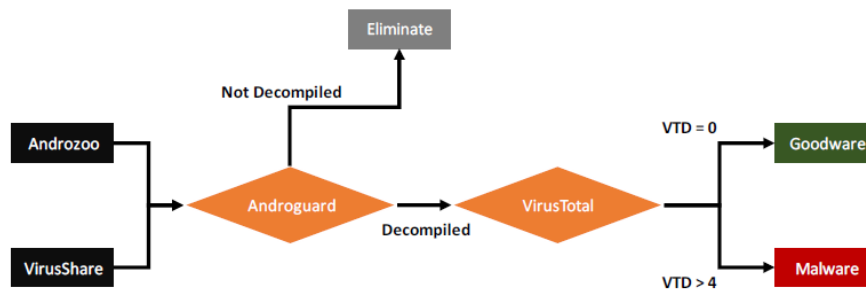 Eliminate
Not Decompiled
Androzoo
VTD = 0
Goodware
Androguard
VirusTotal
Decompiled
VirusShare
VTD > 4
Malware